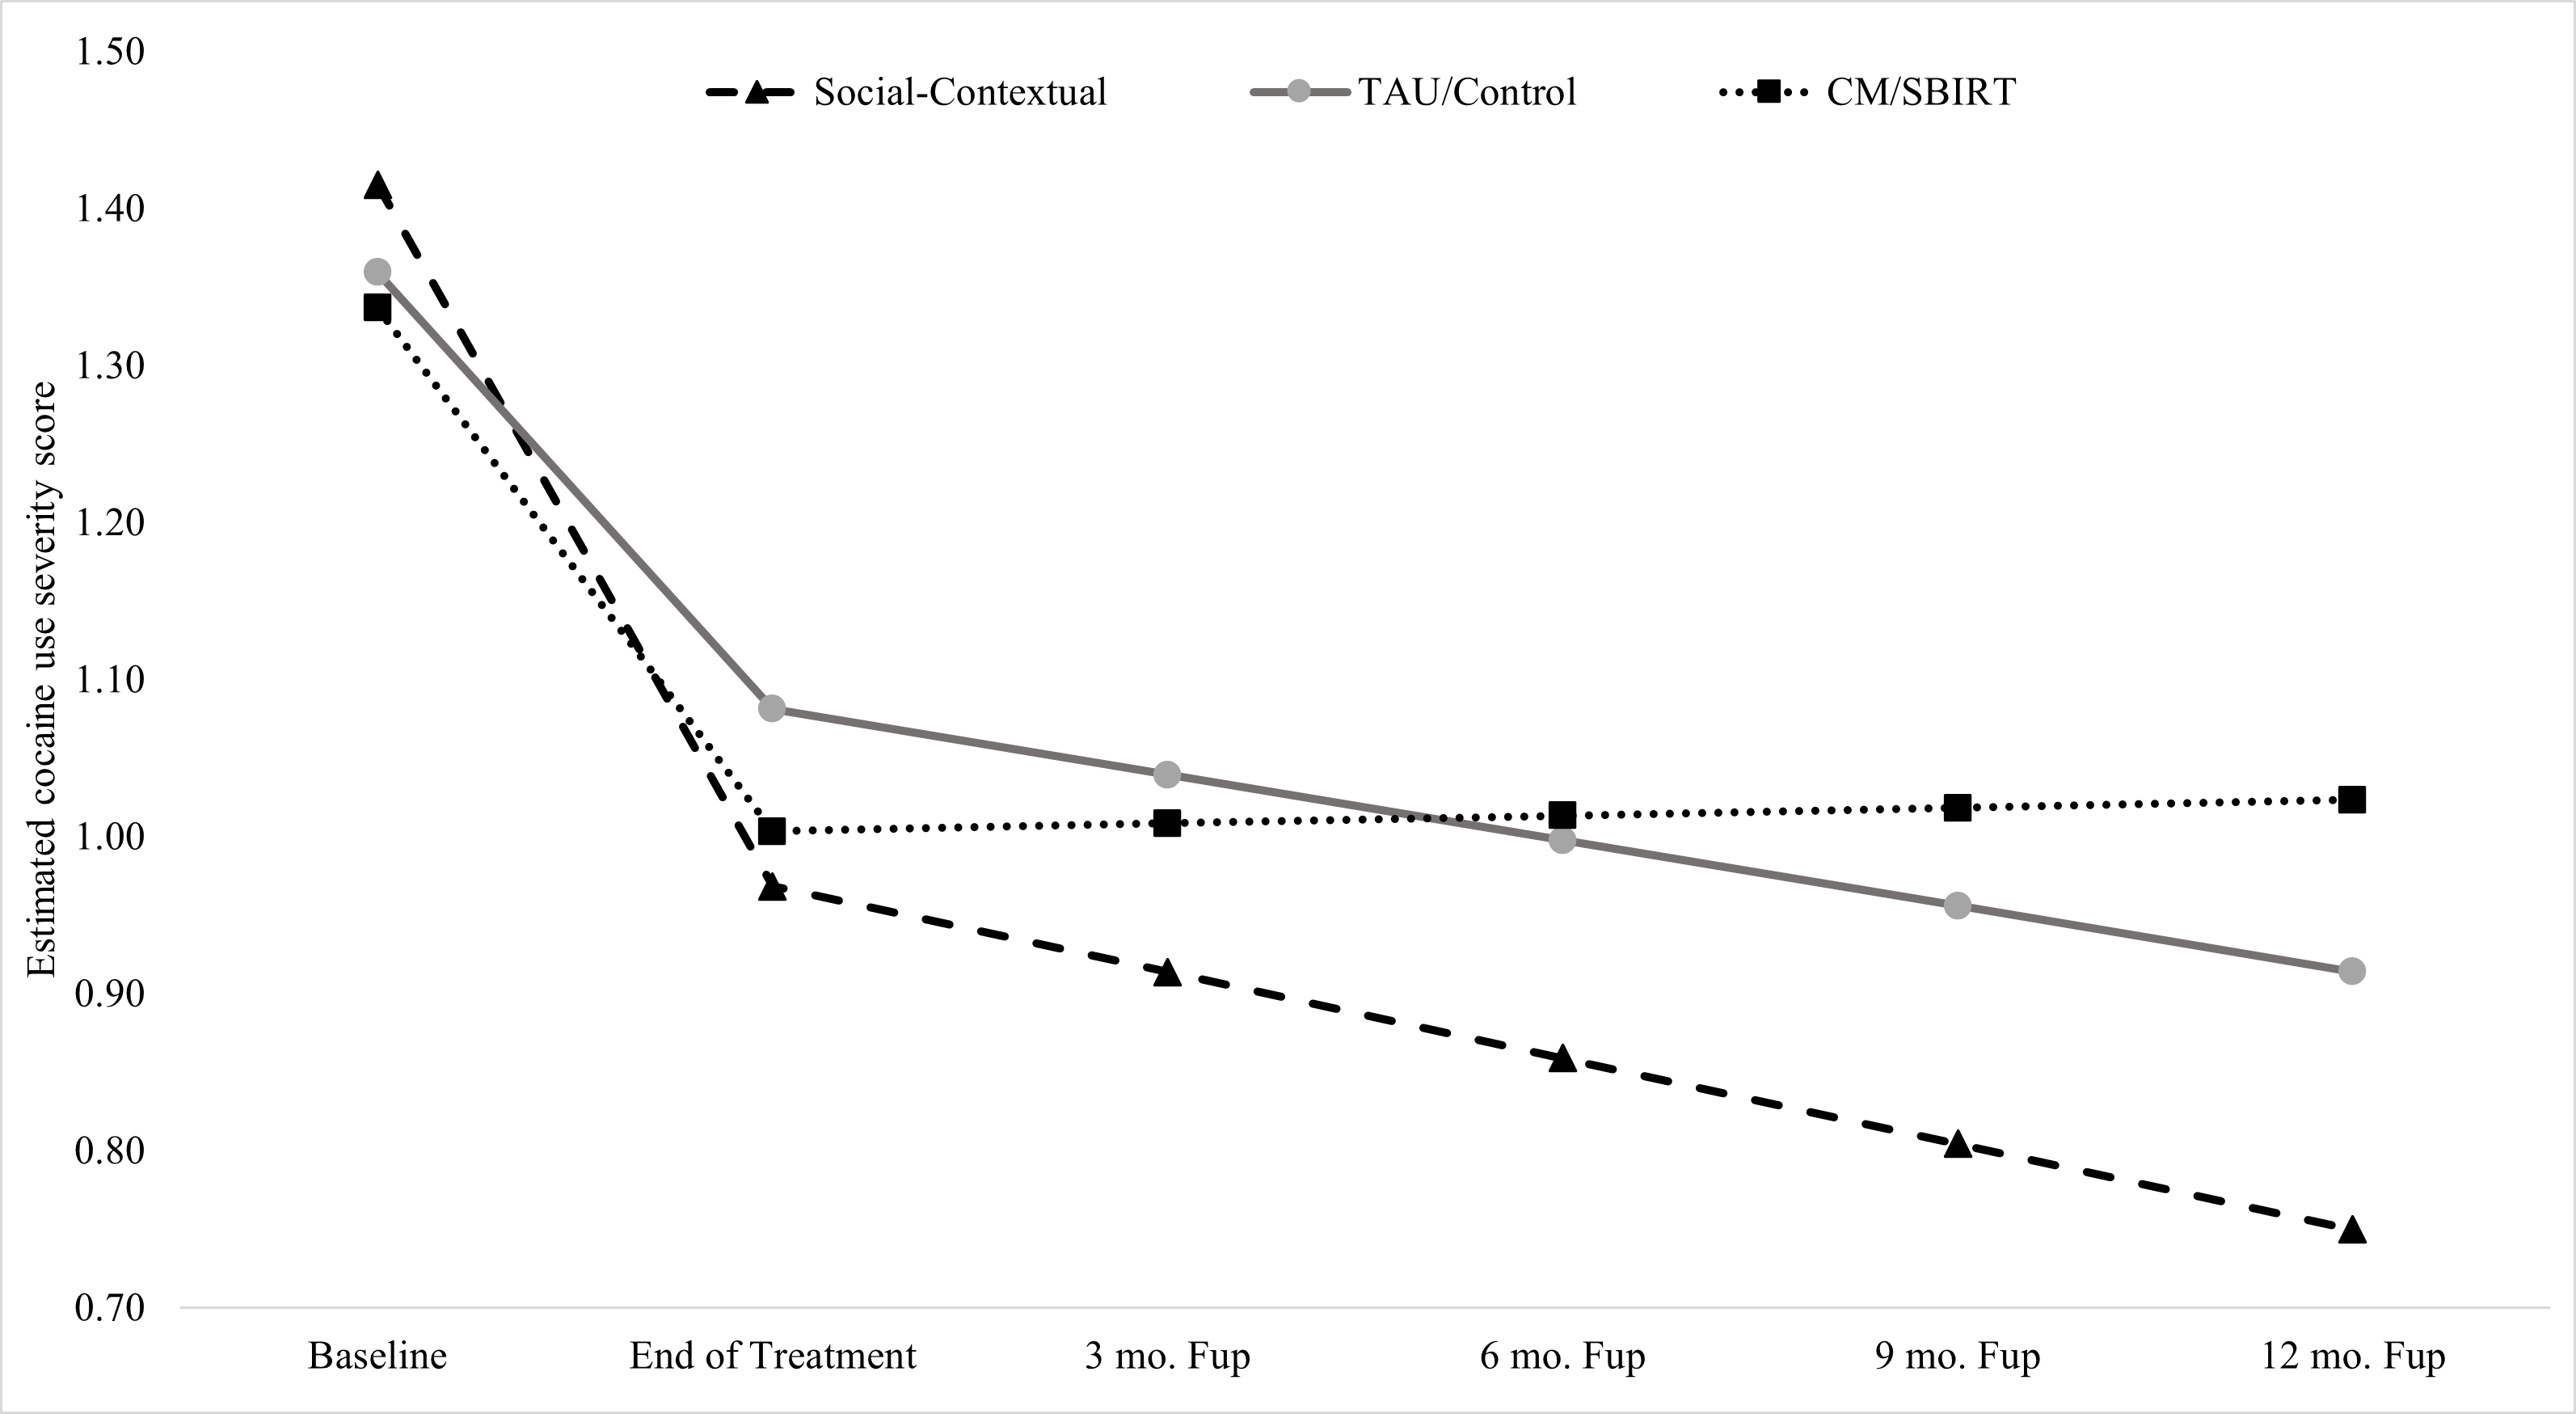 Estimated cocaine use severity score
1.50
1.40
1.30
1.20
1.10
1.00
0.90
0.80
0.70
Social-Contextual
TAU/Control
CM/SBIRT
Baseline
End of Treatment
3 mo. Fup
6 mo. Fup
9 mo. Fup
12 mo. Fup